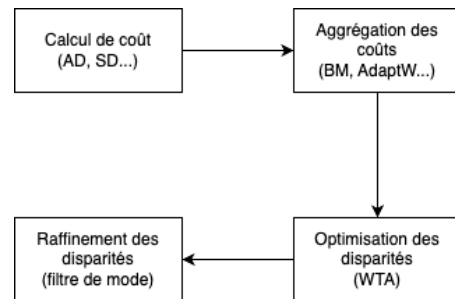 Calcul de coût
(AD, SD...)
Aggrégation des
coûts
(BM, AdaptW...)
Raffinement des
disparités
(filtre de mode)
Optimisation des
disparités
(WTA)